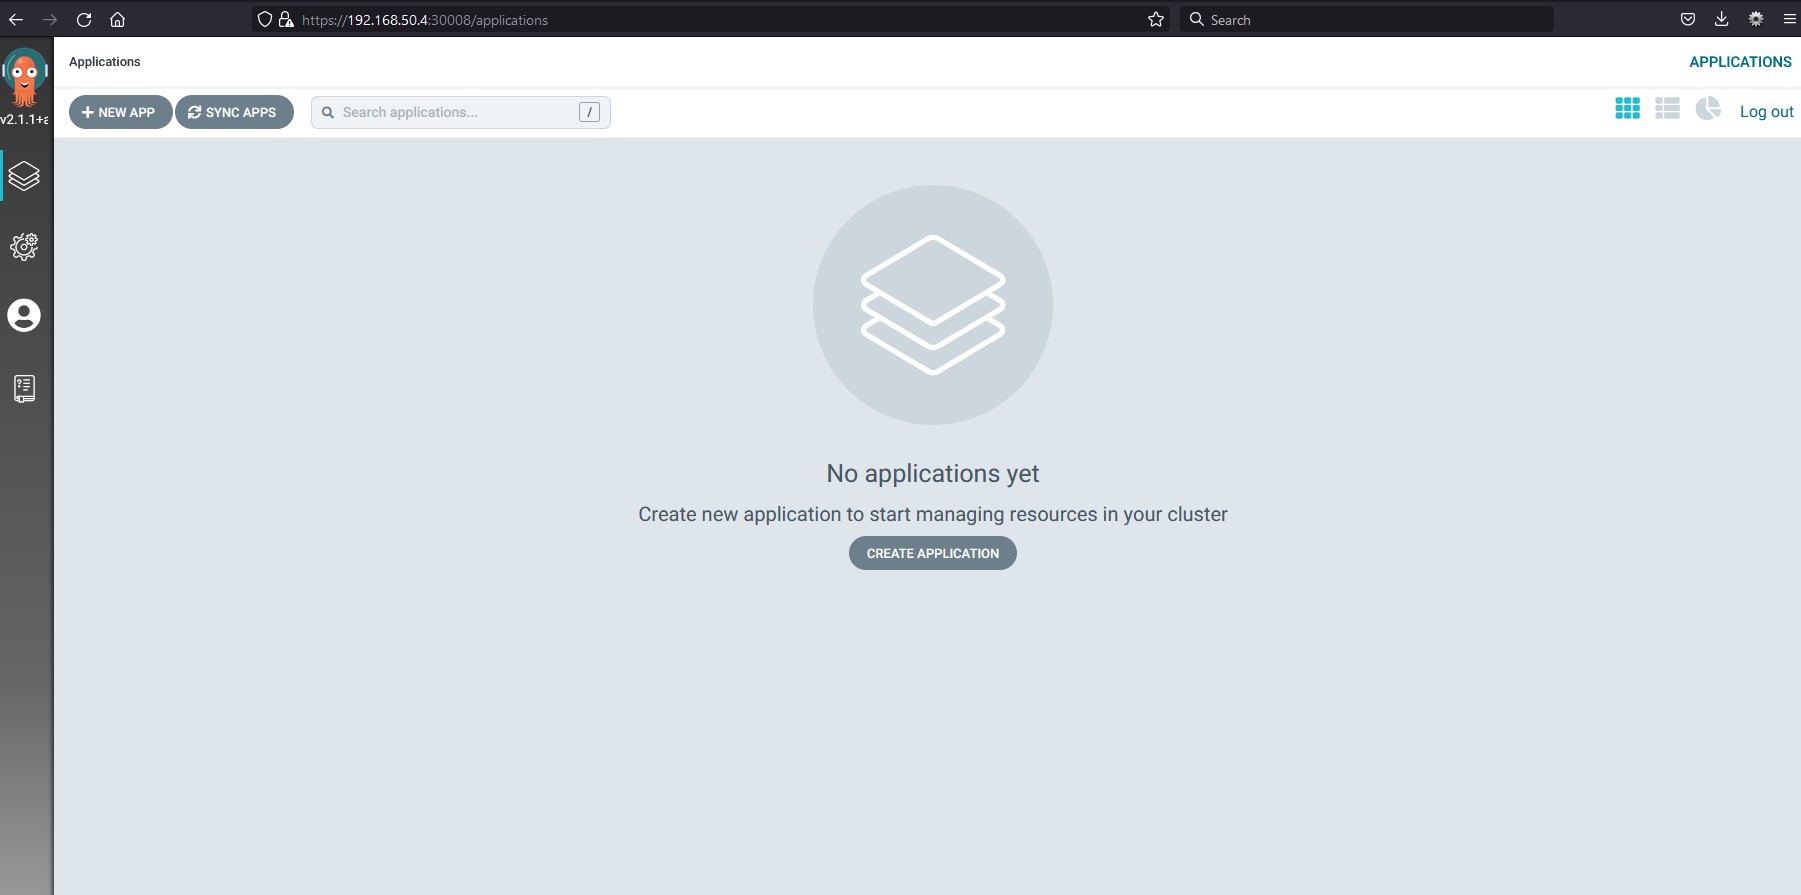 https://192.168.50.4:30008/applications
Search
Applications
APPLICATIONS
NEW APP
SYNC APPS
Search applications...
/
Log out
v2.1.1+a
No applications yet
Create new application to start managing resources in your cluster
CREATE APPLICATION